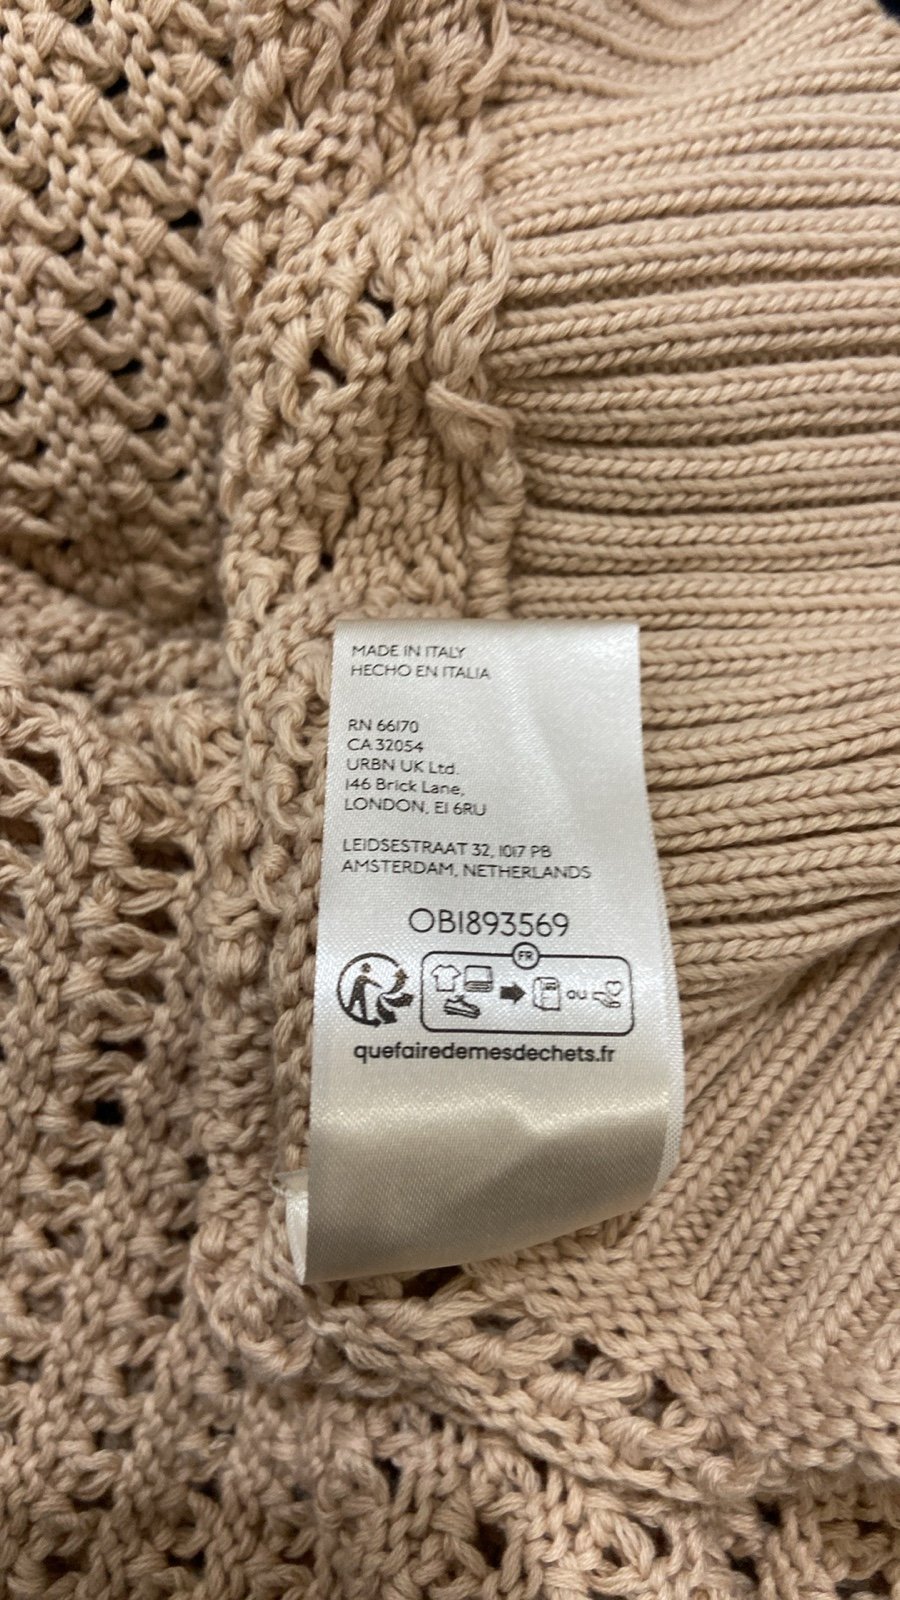 MADE IN ITALY
HECHO EN ITALIA
RN 66170
CA 32054
URBN UK Ltd.
146 Brick Lane,
LONDON, E1 6RU
LEIDSESTRAAT 32, 1017 PB
AMSTERDAM, NETHERLANDS
OB1893569
FR
ou
quefairedemesdechets.fr